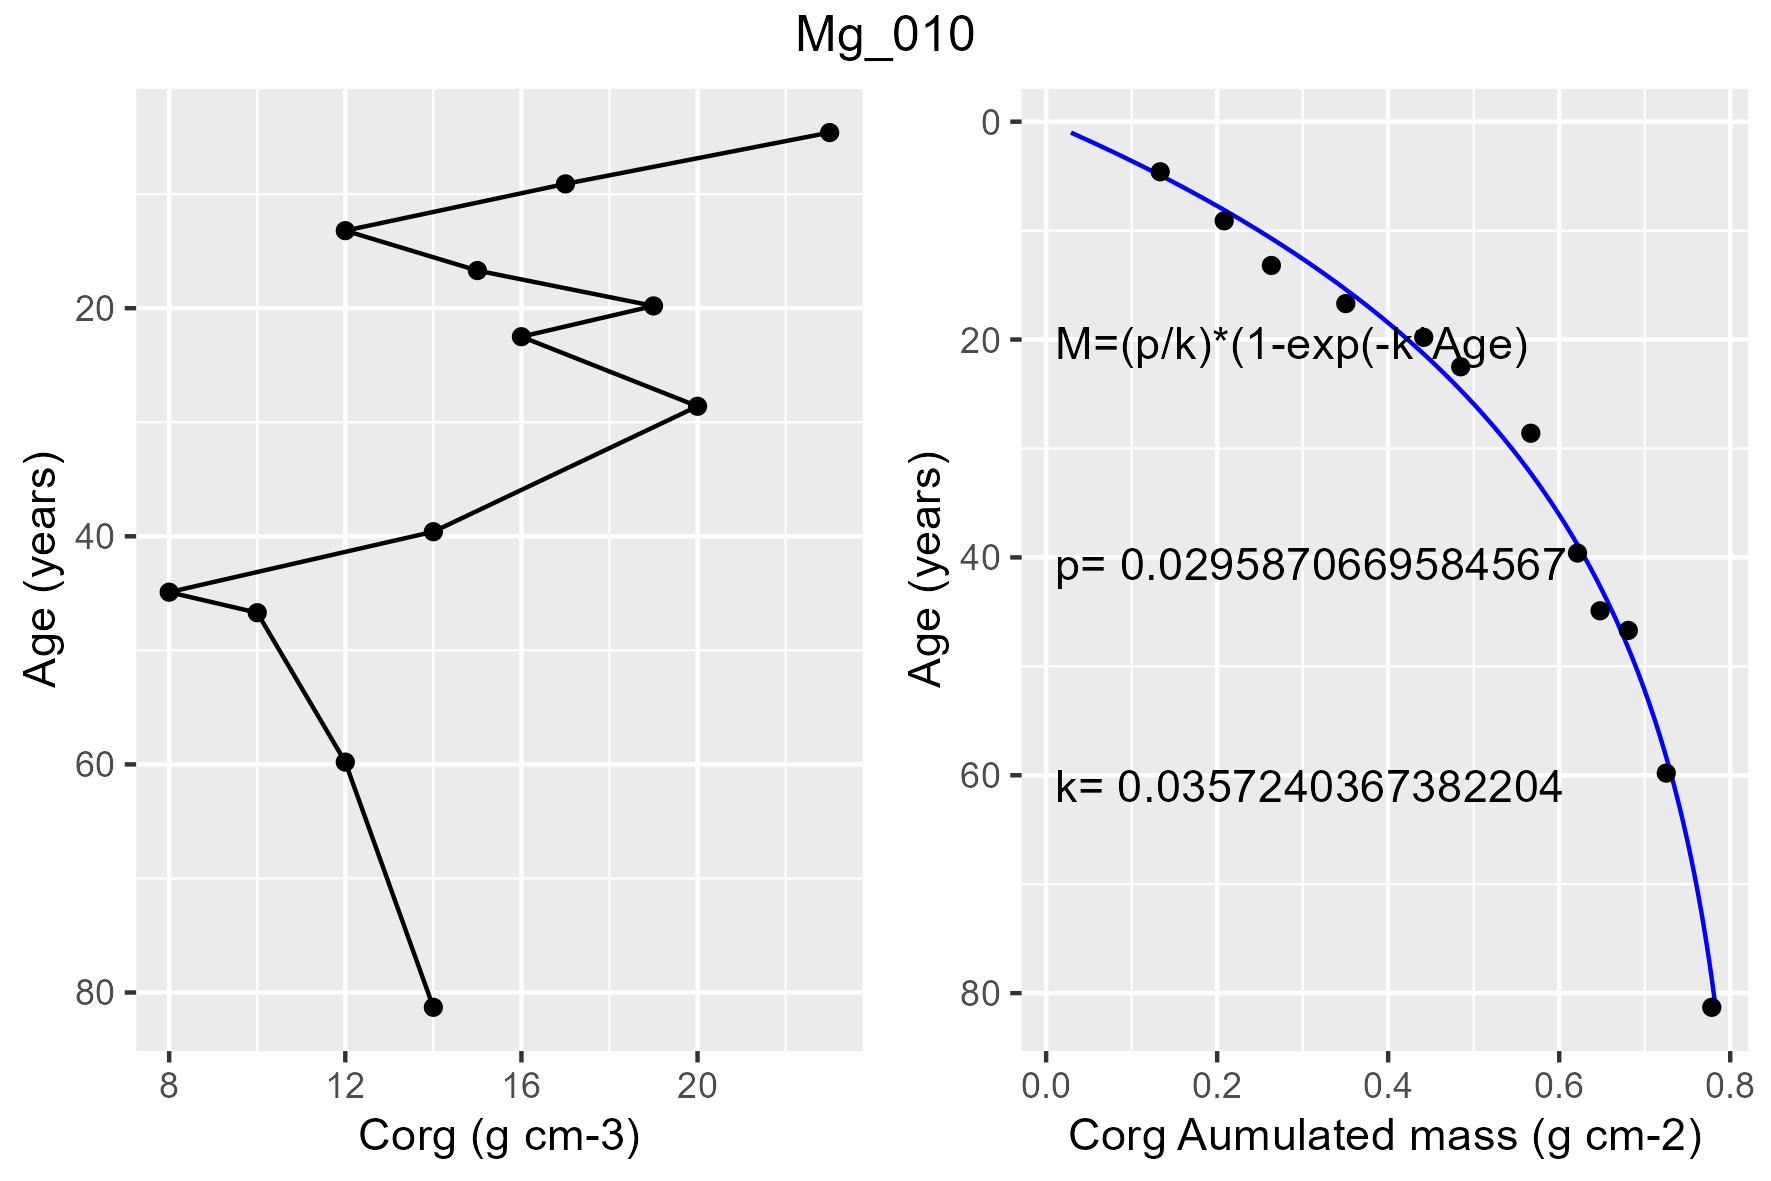 Mg_010
20
40
60
80
8
12
16
20
Age (years)
Corg (g cm-3)
0
20
40
60
80
0.0
0.2
0.4
0.6
0.8
Age (years)
Corg Aumulated mass (g cm-2)
M=(p/k)*(1-exp(-k*Age)
p= 0.0295870669584567
k= 0.0357240367382204